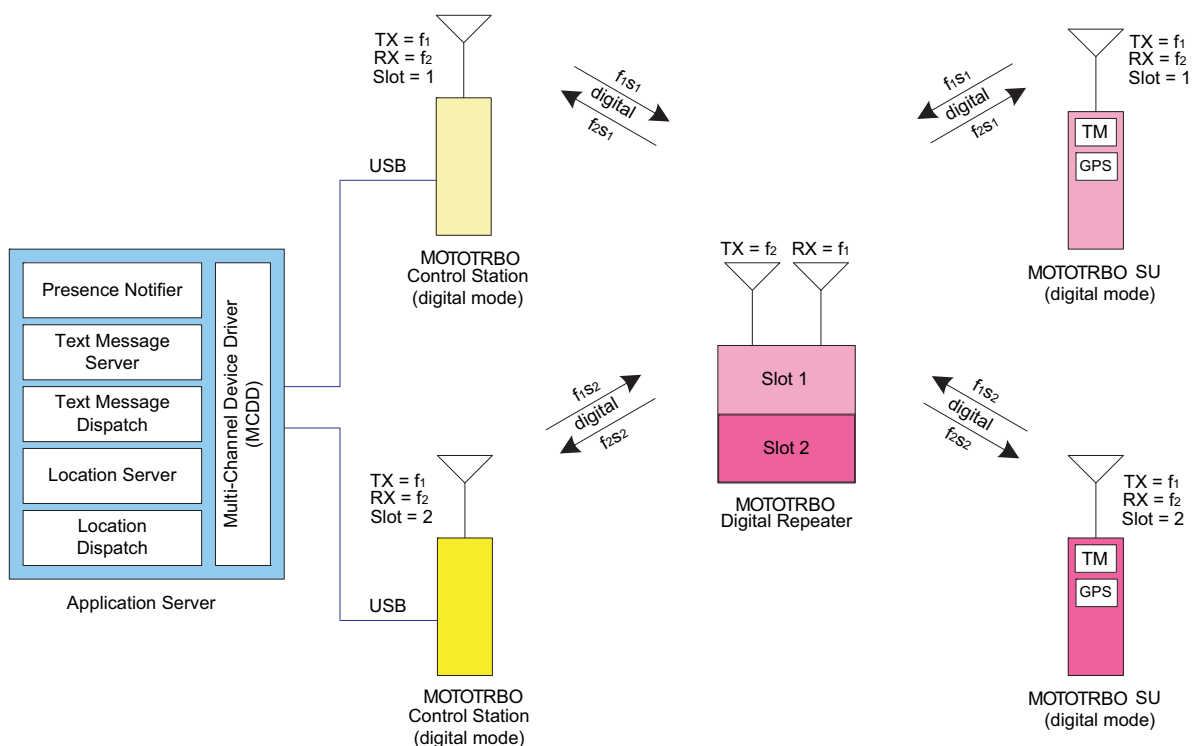 TX = f1
RX = f2
Slot = 1
f1s1
digital
f2s1
USB
MOTOTRBO
Control Station
(digital mode)
Presence Notifier
Text Message
Server
Text Message
Dispatch
Location Server
Location
Dispatch
Multi-Channel Device Driver
(MCDD)
Application Server
TX = f1
RX = f2
Slot = 2
f1s2
digital
f2s2
USB
MOTOTRBO
Control Station
(digital mode)
TX = f2
RX = f1
Slot 1
Slot 2
MOTOTRBO
Digital Repeater
f1s1
digital
f2s1
TX = f1
RX = f2
Slot = 1
TM
GPS
MOTOTRBO SU
(digital mode)
f1s2
digital
f2s2
TX = f1
RX = f2
Slot = 2
TM
GPS
MOTOTRBO SU
(digital mode)